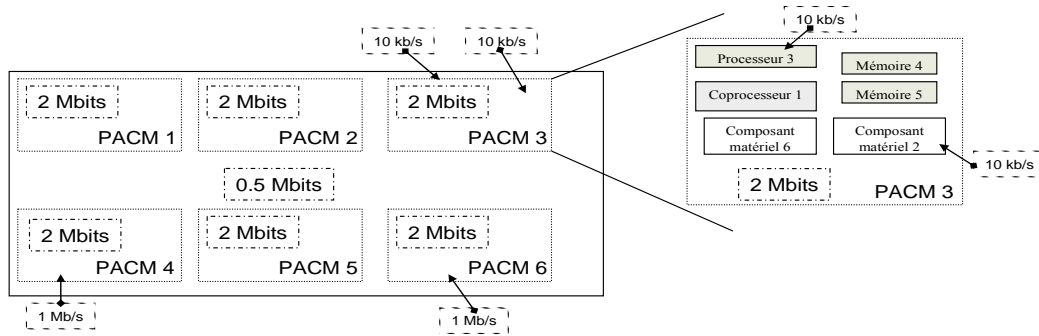 10 kb/s
10 kb/s
10 kb/s
2 Mbits
PACM 1
2 Mbits
PACM 2
2 Mbits
PACM 3
0.5 Mbits
2 Mbits
PACM 4
2 Mbits
PACM 5
2 Mbits
PACM 6
1 Mb/s
1 Mb/s
Processeur 3
Mémoire 4
Coprocesseur 1
Mémoire 5
Composant
matériel 6
Composant
matériel 2
10 kb/s
2 Mbits
PACM 3